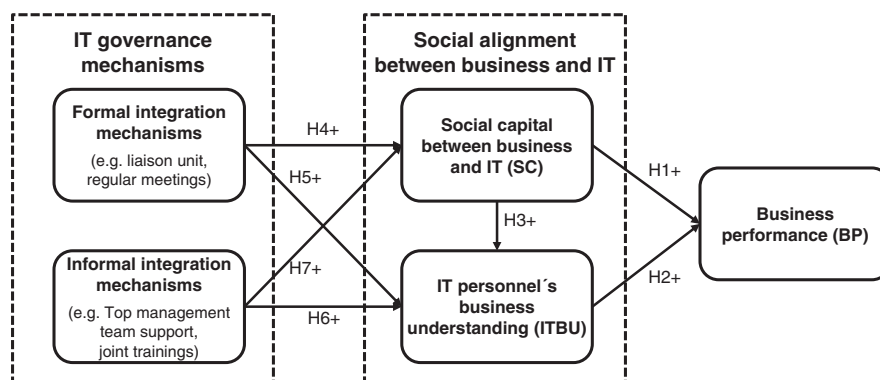 IT governance
mechanisms
Formal integration
mechanisms
(e.g. liaison unit,
regular meetings)
Informal integration
mechanisms
(e.g. Top management
team support,
joint trainings)
H4+
H5+
H7+
H6+
Social alignment
between business and IT
Social capital
between business
and IT (SC)
H3+
IT personnel´s
business
understanding (ITBU)
H1+
H2+
Business
performance (BP)